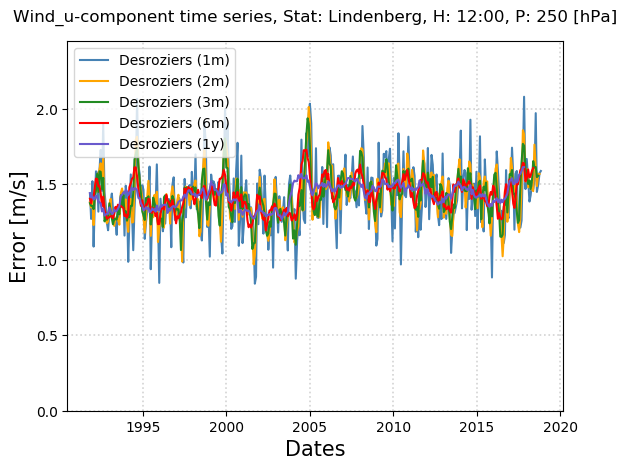 Wind_u-component time series, Stat: Lindenberg, H: 12:00, P: 250 [hPa]
Desroziers (1m)
Desroziers (2m)
Desroziers (3m)
Desroziers (6m)
Desroziers (1y)
Error [m/s]
2.0
1.5
1.0
0.5
0.0
1995 2000 2005 2010 2015 2020
Dates